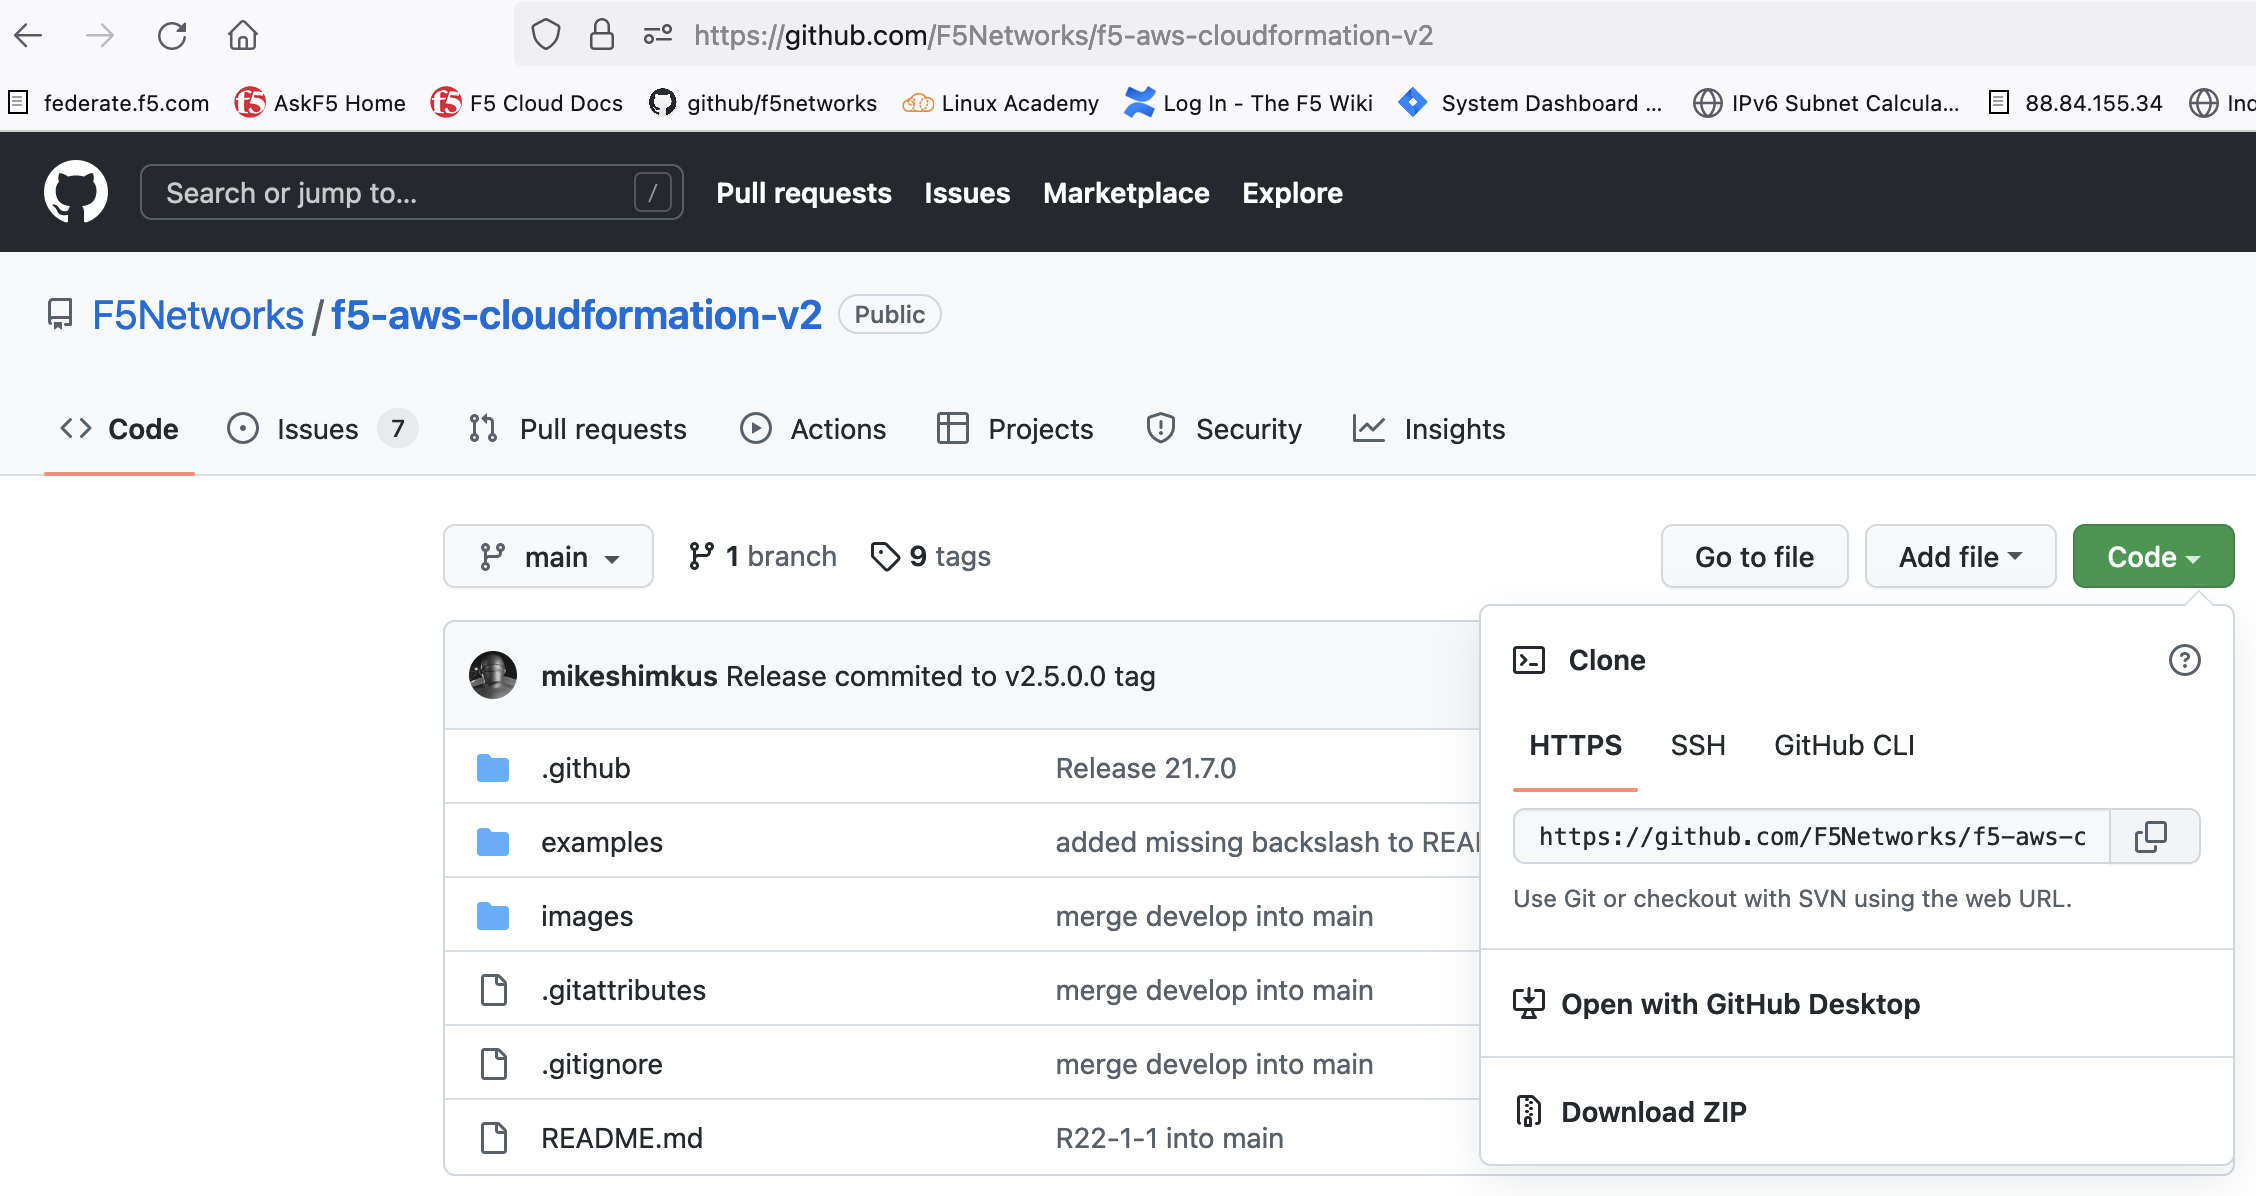 https://github.com/F5Networks/f5-aws-cloudformation-v2
federate.f5.com AskF5 Home F5 Cloud Docs github/f5networks Linux Academy Log In - The F5 Wiki System Dashboard ... IPv6 Subnet Calcula... 88.84.155.34 Ind
Search or jump to... / Pull requests Issues Marketplace Explore
F5Networks / f5-aws-cloudformation-v2 Public
Code Issues 7 Pull requests Actions Projects Security Insights
main 1 branch 9 tags Go to file Add file Code
mikeshimkus Release commited to v2.5.0.0 tag
.github Release 21.7.0
examples added missing backslash to REA
images merge develop into main
.gitattributes merge develop into main
.gitignore merge develop into main
README.md R22-1-1 into main
Clone
HTTPS SSH GitHub CLI
https://github.com/F5Networks/f5-aws-c
Use Git or checkout with SVN using the web URL.
Open with GitHub Desktop
Download ZIP